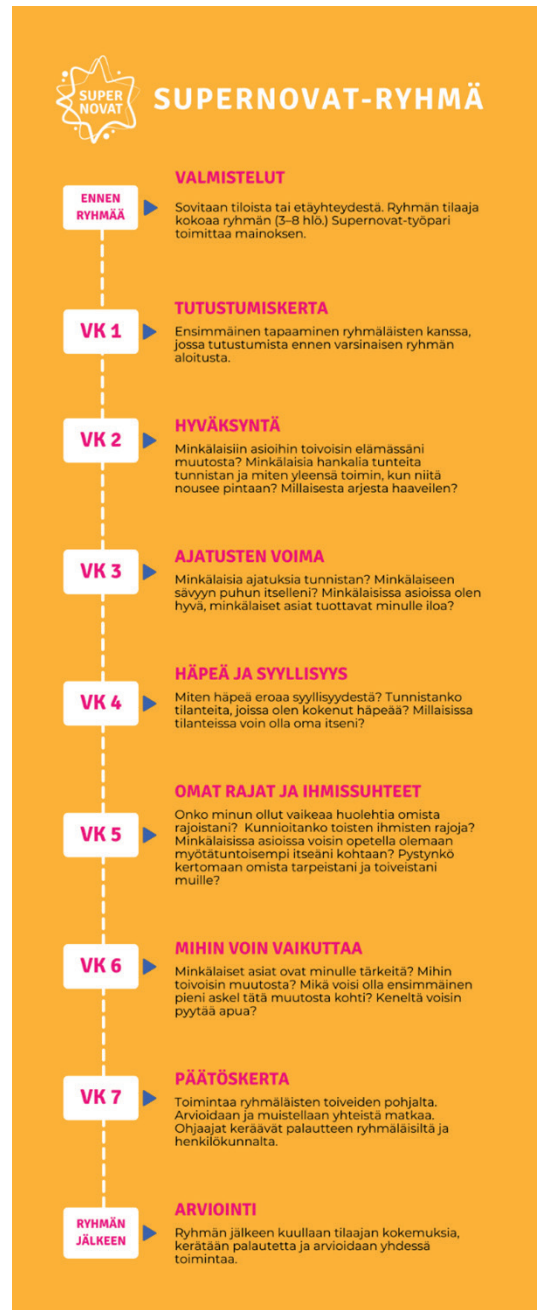 SUPER
NOVAT
SUPERNOVAT-RYHMÄ
ENNEN
RYHMÄÄ
VALMISTELUT
Sovitaan tiloista tai etäyhteydestä. Ryhmän tilaaja
kokoaa ryhmän (3–8 hlö.) Supernovat-työpari
toimittaa mainoksen.
VK 1
TUTUSTUMISKERTA
Ensimmäinen tapaaminen ryhmäläisten kanssa,
jossa tutustumista ennen varsinaisen ryhmän
aloitusta.
VK 2
HYVÄKSYNTÄ
Minkälaisiin asioihin toivoisin elämässäni
muutosta? Minkälaisia hankalia tunteita
tunnistan ja miten yleensä toimin, kun niitä
nousee pintaan? Millaisesta arjesta haaveilen?
VK 3
AJATUSTEN VOIMA
Minkälaisia ajatuksia tunnistan? Minkälaiseen
sävyyn puhun itselleni? Minkälaisissa asioissa olen
hyvä, minkälaiset asiat tuottavat minulle iloa?
VK 4
HÄPEÄ JA SYYLLISYYS
Miten häpeä eroaa syyllisyydestä? Tunnistanko
tilanteita, joissa olen kokenut häpeää? Millaisissa
tilanteissa voin olla oma itseni?
VK 5
OMAT RAJAT JA IHMISSUHTEET
Onko minun ollut vaikeaa huolehtia omista
rajoistani? Kunnioitanko toisten ihmisten rajoja?
Minkälaisissa asioissa voisin opetella olemaan
myötätuntoisempi itseäni kohtaan? Pystynkö
kertomaan omista tarpeistani ja toiveistani
muille?
VK 6
MIHIN VOIN VAIKUTTAA
Minkälaiset asiat ovat minulle tärkeitä? Mihin
toivoisin muutosta? Mikä voisi olla ensimmäinen
pieni askel tätä muutosta kohti? Keneltä voisin
pyytää apua?
VK 7
PÄÄTÖSKERTA
Toimintaa ryhmäläisten toiveiden pohjalta.
Arvioidaan ja muistellaan yhteistä matkaa.
Ohjaajat keräävät palautteen ryhmäläisiltä ja
henkilökunnalta.
RYHMÄN
JÄLKEEN
ARVIOINTI
Ryhmän jälkeen kuullaan tilaajan kokemuksia,
kerätään palautetta ja arvioidaan yhdessä
toimintaa.